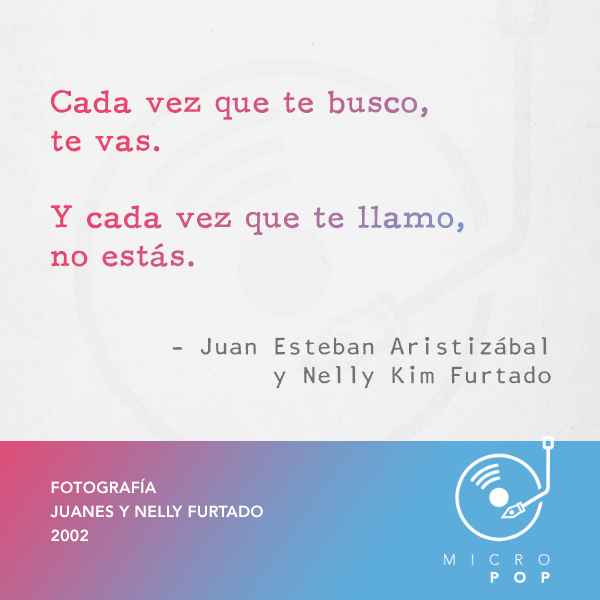 Cada vez que te busco,
te vas.
Y cada vez que te llamo,
no estás.
- Juan Esteban Aristizábal
y Nelly Kim Furtado
FOTOGRAFÍA
JUANES Y NELLY FURTADO
2002
MICRO
POP